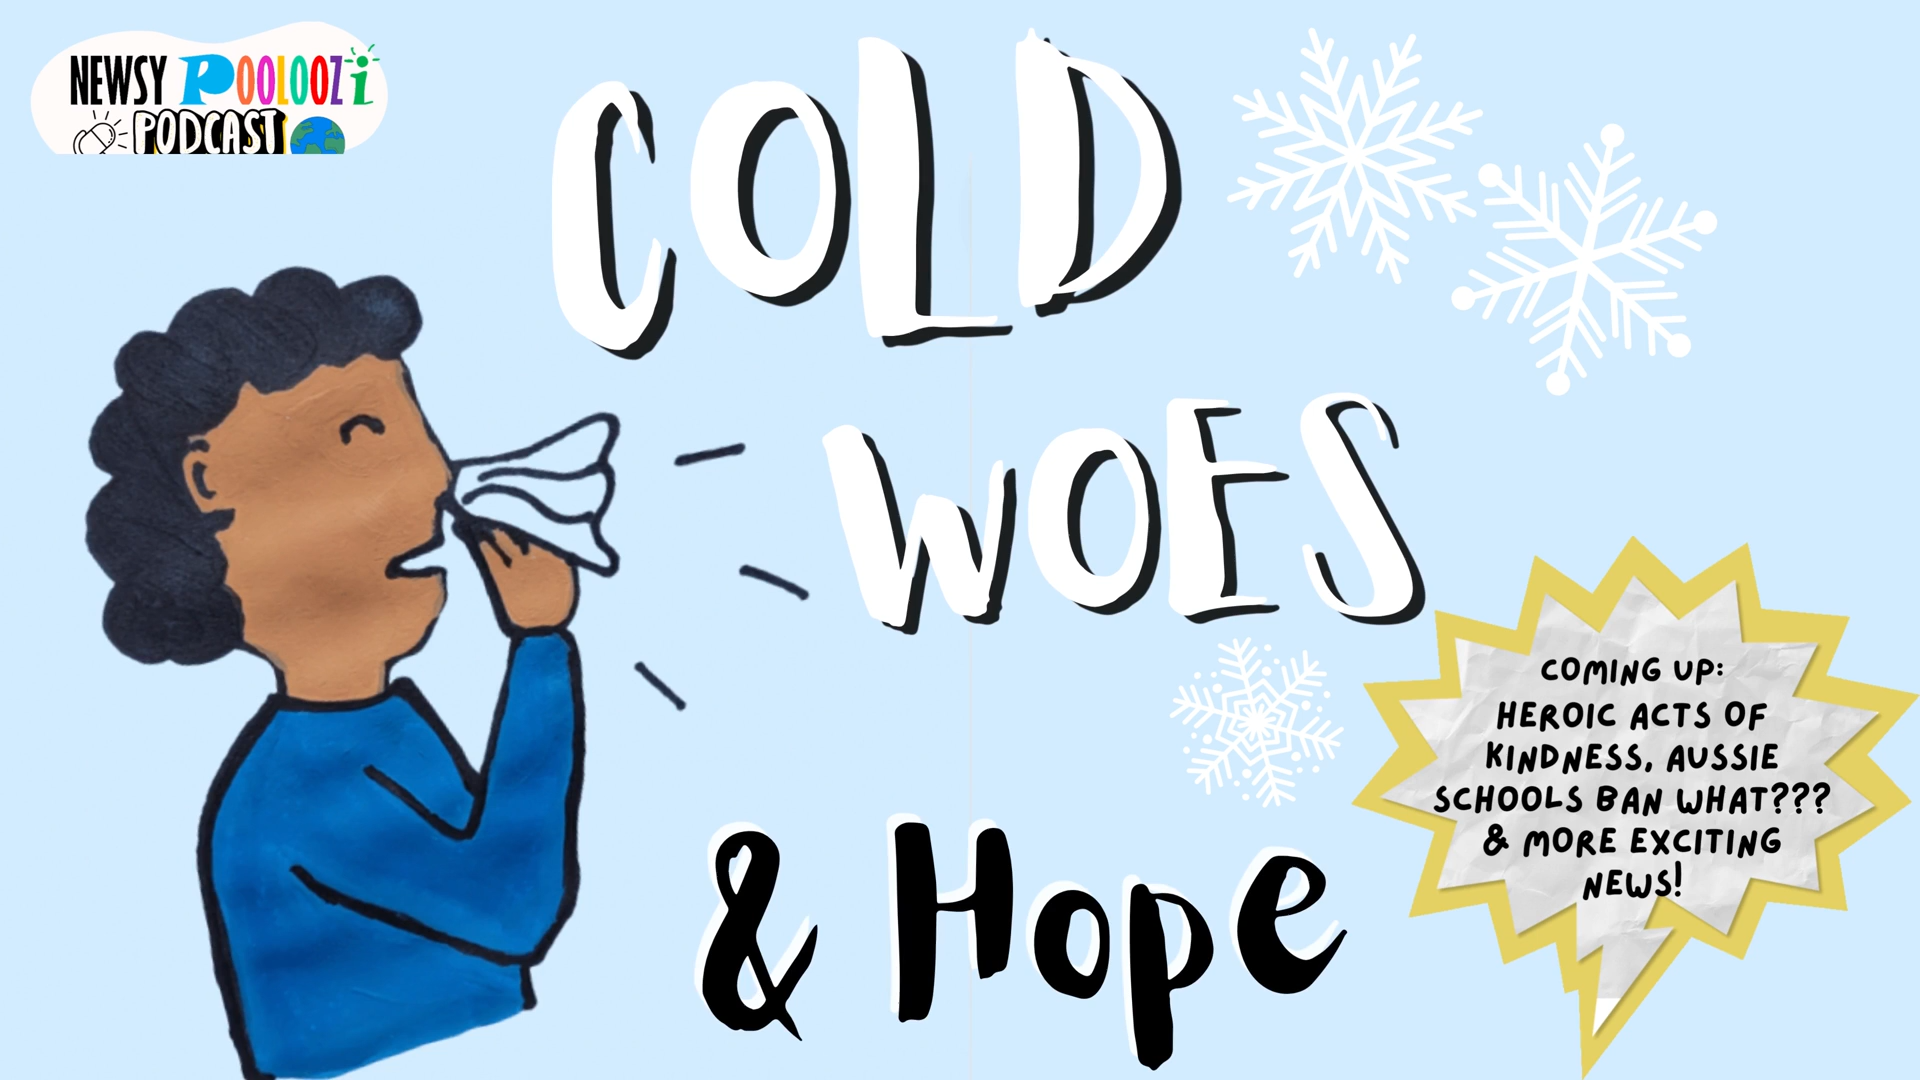 NEWSY POOLOOZi
PODCAST
COLD
WOES
& Hope
COMING UP:
HEROIC ACTS OF
KINDNESS, AUSSIE
SCHOOLS BAN WHAT???
& MORE EXCITING
NEWS!